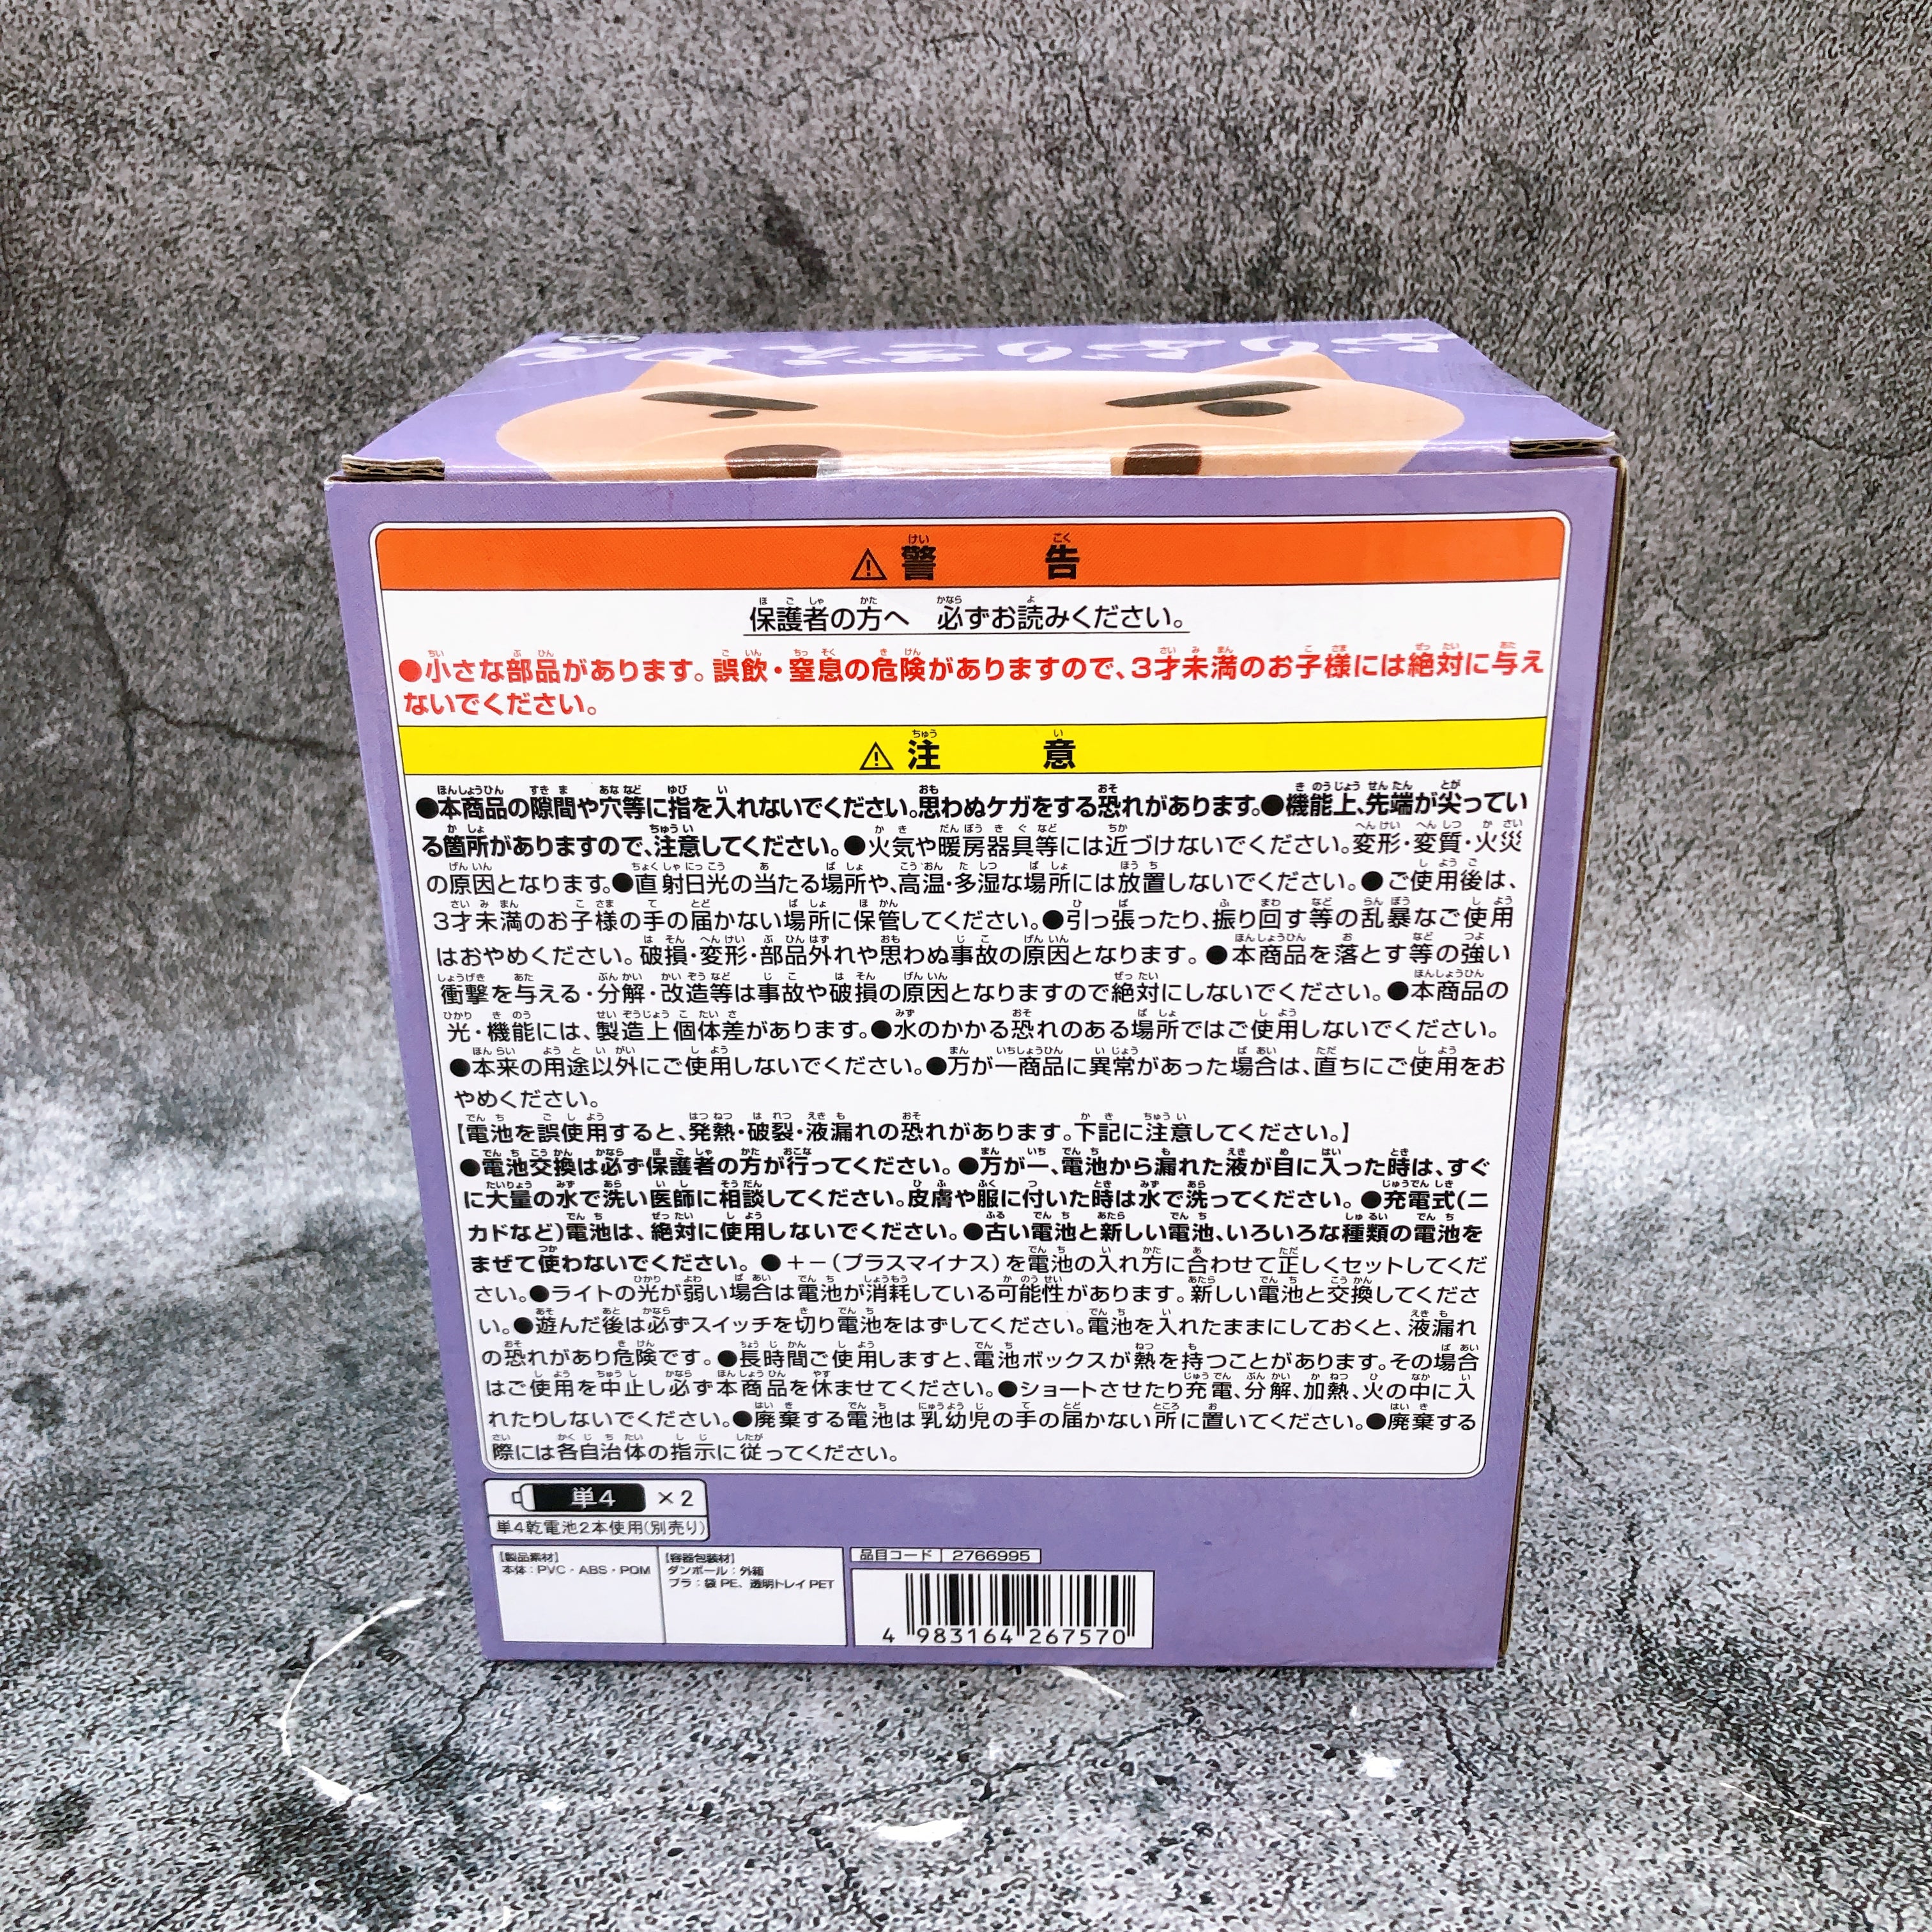 警告
保護者の方へ 必ずお読みください。
●小さな部品があります。誤飲・窒息の危険がありますので、3才未満のお子様には絶対に与え
ないでください。
注意
●本商品の隙間や穴等に指を入れないでください。思わぬケガをする恐れがあります。●機能上、先端が尖ってい
る箇所がありますので、注意してください。●火気や暖房器具等には近づけないでください。変形・変質・火災
の原因となります。●直射日光の当たる場所や、高温・多湿な場所には放置しないでください。●ご使用後は、
3才未満のお子様の手の届かない場所に保管してください。●引っ張ったり、振り回す等の乱暴なご使用
はおやめください。破損・変形・部品外れや思わぬ事故の原因となります。●本商品を落とす等の強い
衝撃を与える・分解・改造等は事故や破損の原因となりますので絶対にしないでください。●本商品の
光・機能には、製造上個体差があります。●水のかかる恐れのある場所ではご使用しないでください。
●本来の用途以外にご使用しないでください。●万が一商品に異常があった場合は、直ちにご使用をお
やめください。
【電池を誤使用すると、発熱・破裂・液漏れの恐れがあります。下記に注意してください。】
●電池交換は必ず保護者の方が行ってください。●万が一、電池から漏れた液が目に入った時は、すぐ
に大量の水で洗い医師に相談してください。皮膚や服に付いた時は水で洗ってください。●充電式(ニ
カドなど)電池は、絶対に使用しないでください。●古い電池と新しい電池、いろいろな種類の電池を
まぜて使わないでください。●+-(プラスマイナス)を電池の入れ方に合わせて正しくセットしてくだ
さい。●ライトの光が弱い場合は電池が消耗している可能性があります。新しい電池と交換してくださ
い。●遊んだ後は必ずスイッチを切り電池をはずしてください。電池を入れたままにしておくと、液漏れ
の恐れがあり危険です。●長時間ご使用しますと、電池ボックスが熱を持つことがあります。その場合
はご使用を中止し必ず本商品を休ませてください。●ショートさせたり充電、分解、加熱、火の中に入
れたりしないでください。●廃棄する電池は乳幼児の手の届かない所に置いてください。●廃棄する
際には各自治体の指示に従ってください。
単4 ×2
単4乾電池2本使用(別売り)
【製品素材】
本体:PVC・ABS・POM
【容器包装材】
ダンボール:外箱
プラ:袋 PE、透明トレイ PET
品目コード 2766995
4 983164 267570